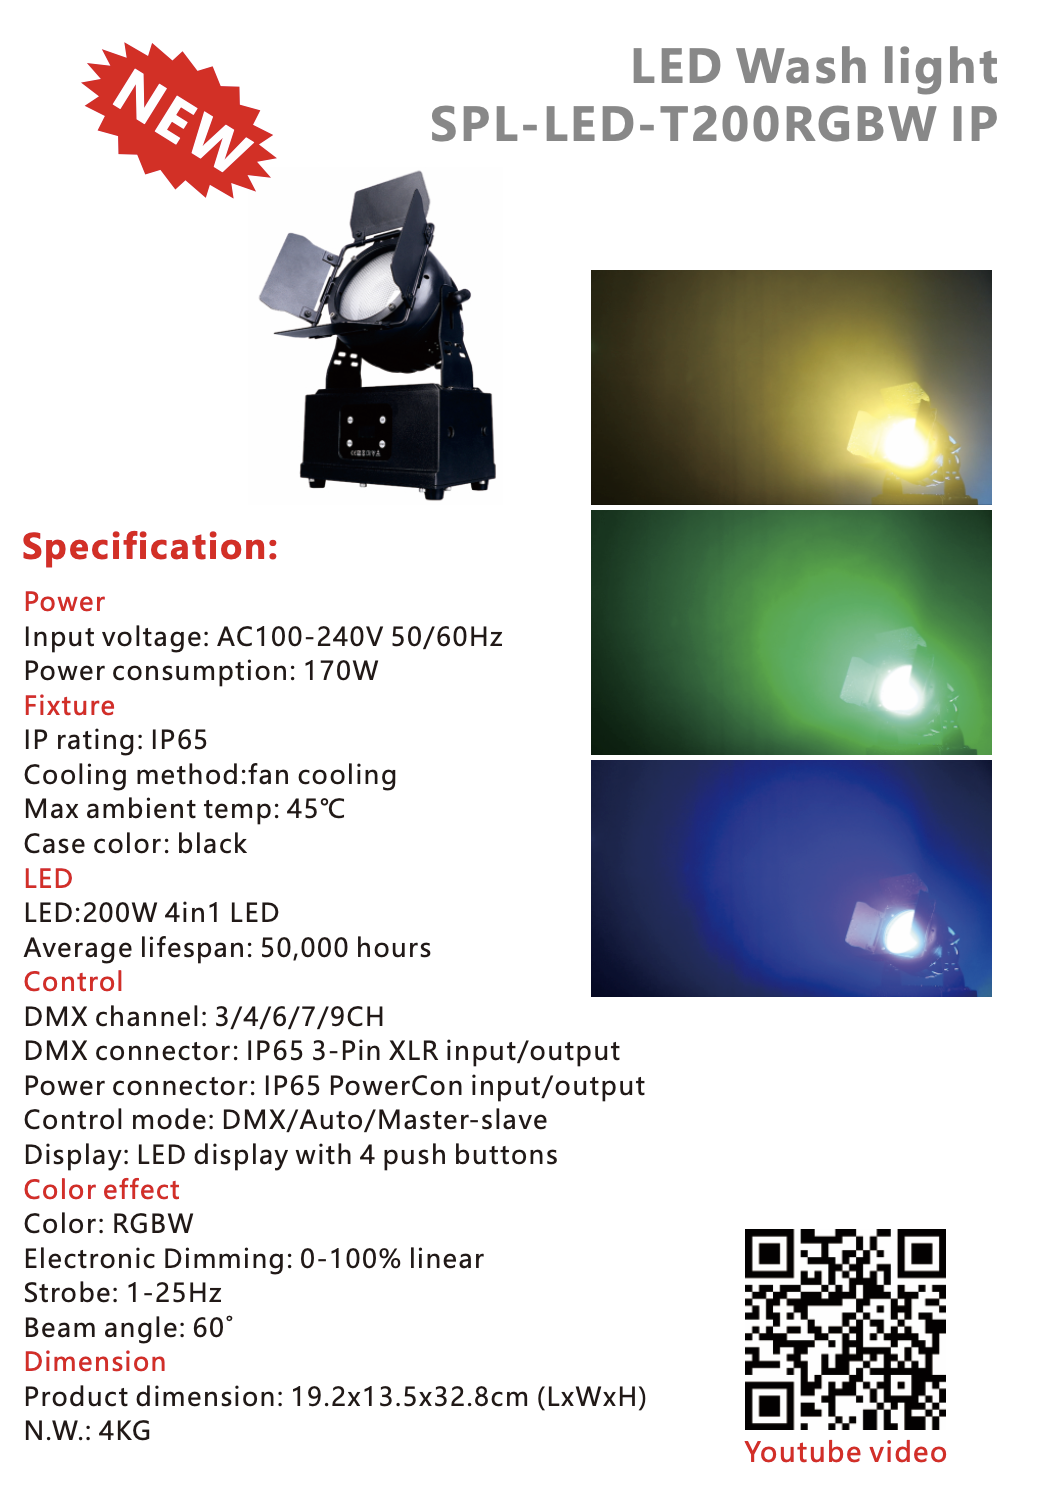 NEW
LED Wash light
SPL-LED-T200RGBW IP
Specification:
Power
Input voltage: AC100-240V 50/60Hz
Power consumption: 170W
Fixture
IP rating: IP65
Cooling method:fan cooling
Max ambient temp: 45℃
Case color: black
LED
LED:200W 4in1 LED
Average lifespan: 50,000 hours
Control
DMX channel: 3/4/6/7/9CH
DMX connector: IP65 3-Pin XLR input/output
Power connector: IP65 PowerCon input/output
Control mode: DMX/Auto/Master-slave
Display: LED display with 4 push buttons
Color effect
Color: RGBW
Electronic Dimming: 0-100% linear
Strobe: 1-25Hz
Beam angle: 60°
Dimension
Product dimension: 19.2x13.5x32.8cm (LxWxH)
N.W.: 4KG
Youtube video